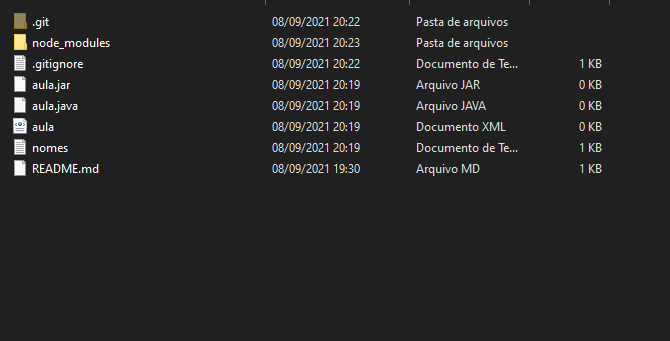 .git 08/09/2021 20:22 Pasta de arquivos
node_modules 08/09/2021 20:23 Pasta de arquivos
.gitignore 08/09/2021 20:22 Documento de Te... 1 KB
aula.jar 08/09/2021 20:19 Arquivo JAR 0 KB
aula.java 08/09/2021 20:19 Arquivo JAVA 0 KB
aula 08/09/2021 20:19 Documento XML 0 KB
nomes 08/09/2021 20:19 Documento de Te... 1 KB
README.md 08/09/2021 19:30 Arquivo MD 1 KB